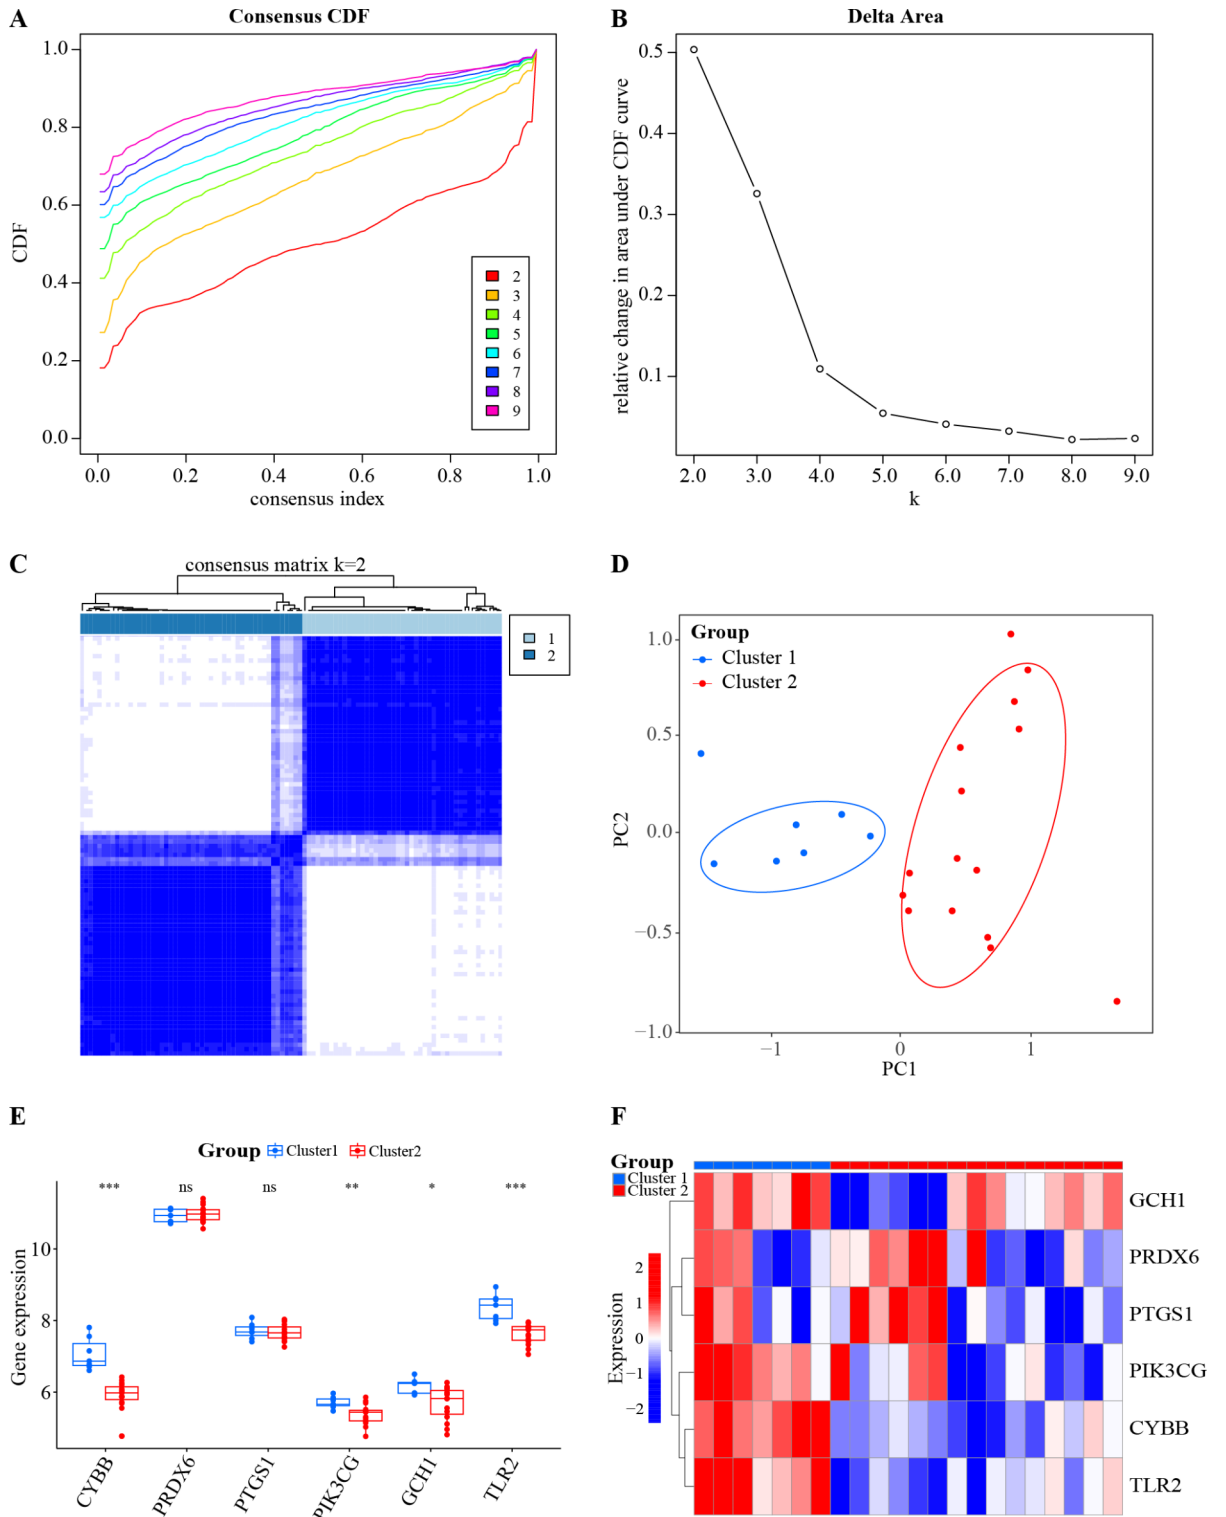 A
Consensus CDF
1.0
0.8
0.6
0.4
0.2
0.0
CDF
2
3
4
5
6
7
8
9
0.0 0.2 0.4 0.6 0.8 1.0
consensus index
B
Delta Area
0.5
0.4
0.3
0.2
0.1
relative change in area under CDF curve
2.0 3.0 4.0 5.0 6.0 7.0 8.0 9.0
k
C
consensus matrix k=2
1
2
D
Group
Cluster 1
Cluster 2
1.0
0.5
0.0
−0.5
−1.0
PC2
−1 0 1
PC1
E
Group Cluster1 Cluster2
*** ns ns ** * ***
10
8
6
Gene expression
CYBB PRDX6 PTGS1 PIK3CG GCH1 TLR2
F
Group
Cluster 1
Cluster 2
2
1
0
−1
−2
Expression
GCH1
PRDX6
PTGS1
PIK3CG
CYBB
TLR2